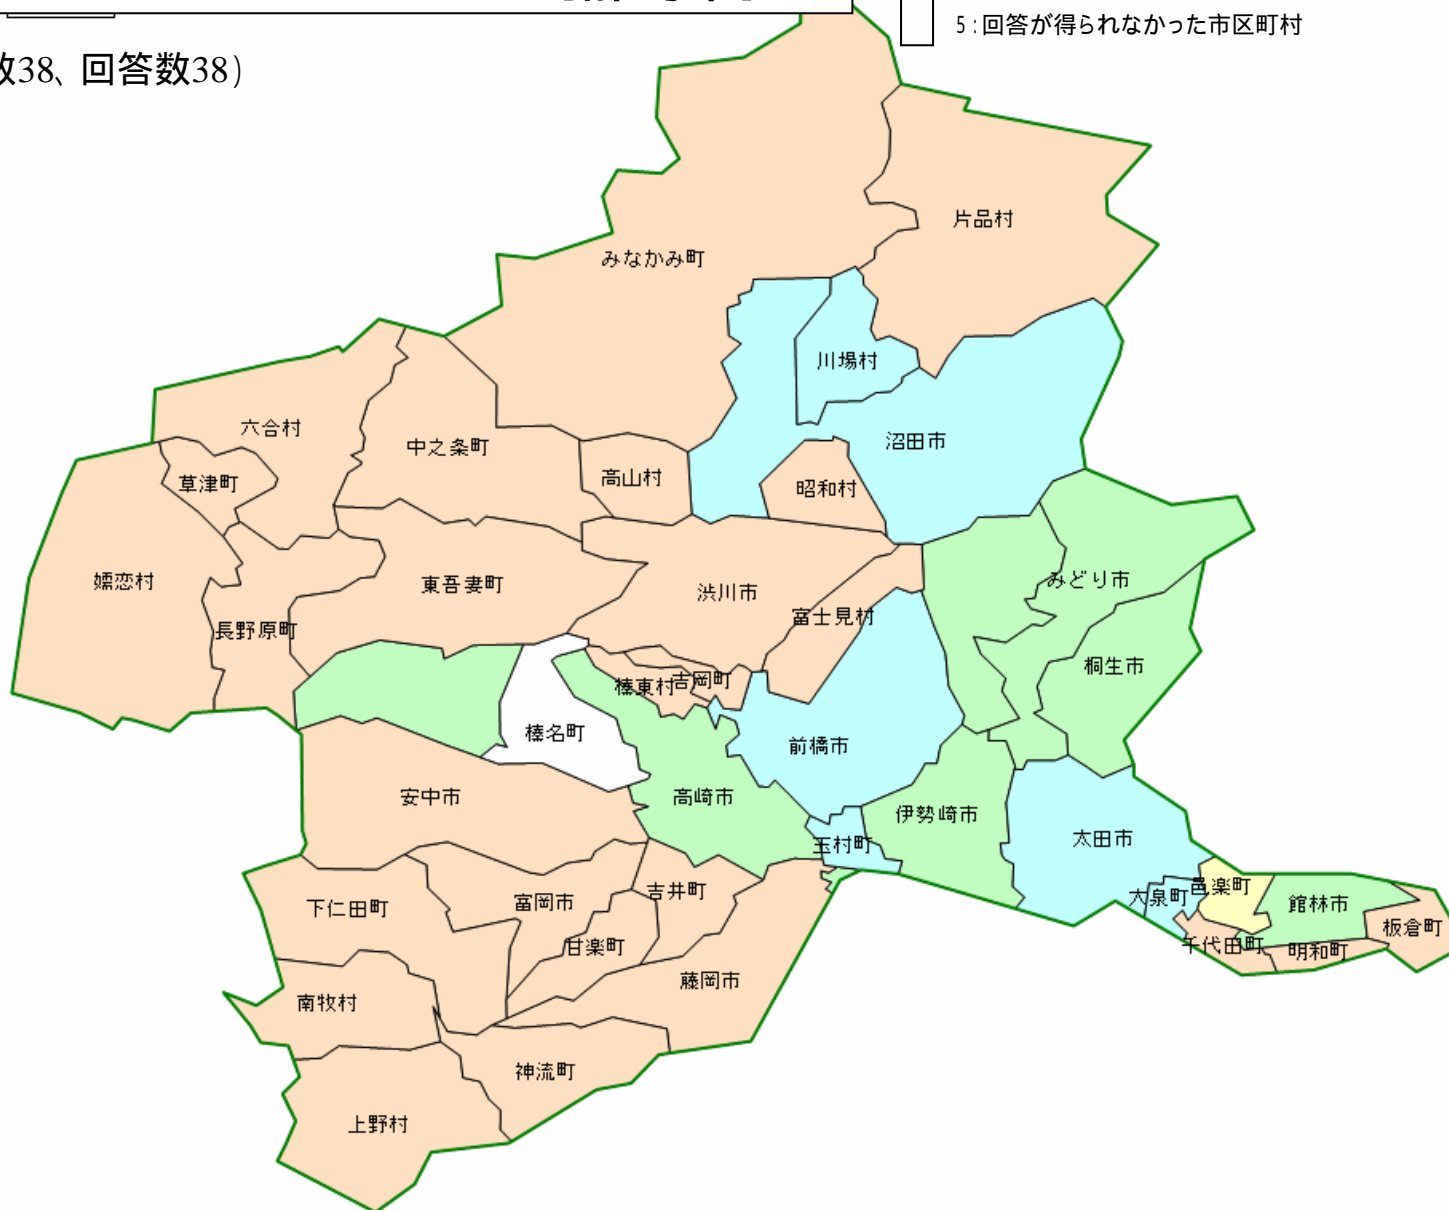 5：回答が得られなかった市区町村
数38、回答数38)
片品村
みなかみ町
川場村
六合村
中之条町
沼田市
高山村
草津町
昭和村
嬬恋村
東吾妻町
みどり市
渋川市
富士見村
長野原町
桐生市
榛東村
吉岡町
榛名町
前橋市
安中市
高崎市
伊勢崎市
太田市
玉村町
吉井町
大泉町
邑楽町
富岡市
下仁田町
館林市
板倉町
甘楽町
千代田町
明和町
藤岡市
南牧村
神流町
上野村